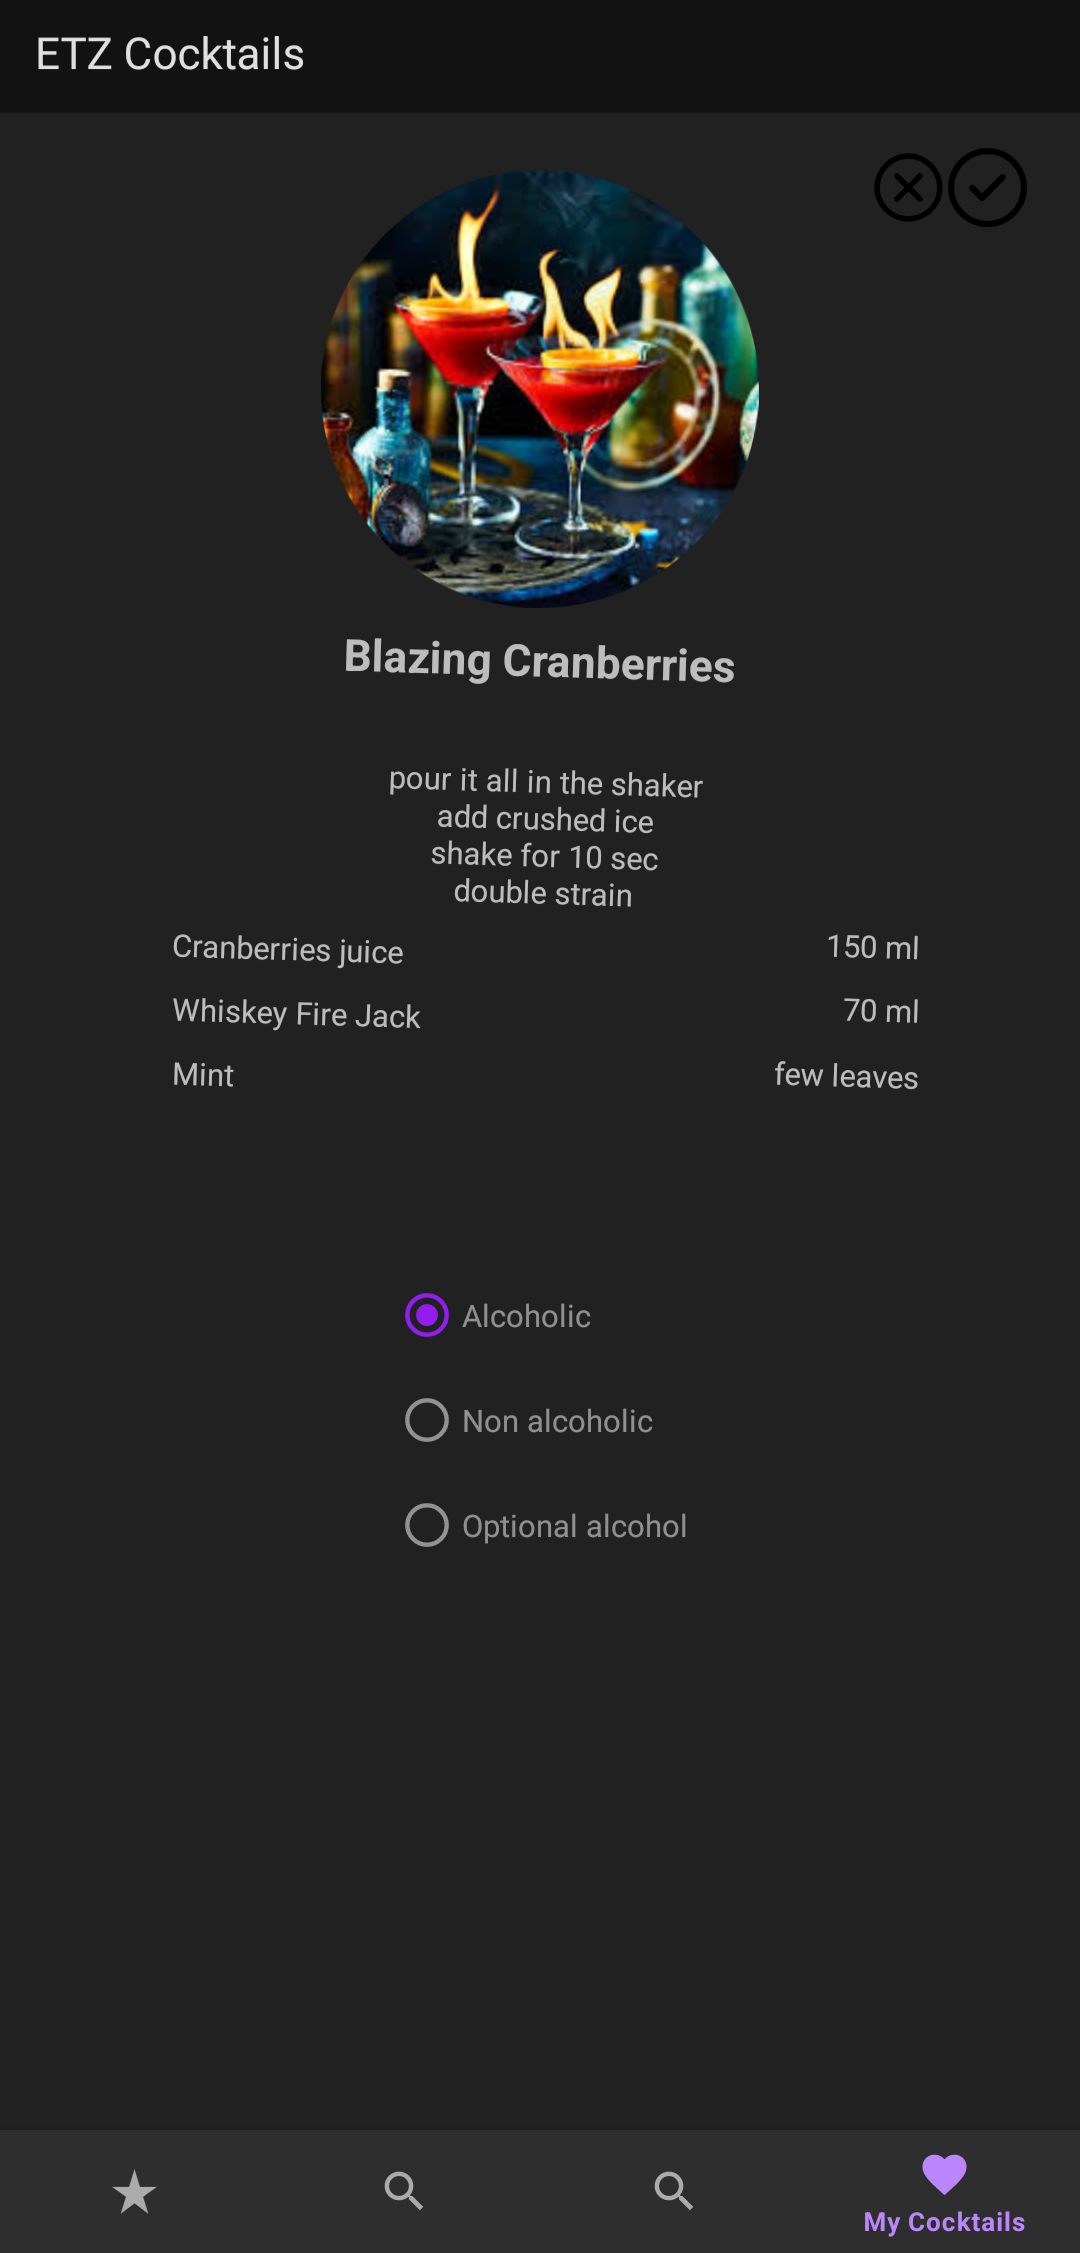 ETZ Cocktails
Blazing Cranberries
pour it all in the shaker
add crushed ice
shake for 10 sec
double strain
Cranberries juice 150 ml
Whiskey Fire Jack 70 ml
Mint few leaves
Alcoholic
Non alcoholic
Optional alcohol
My Cocktails